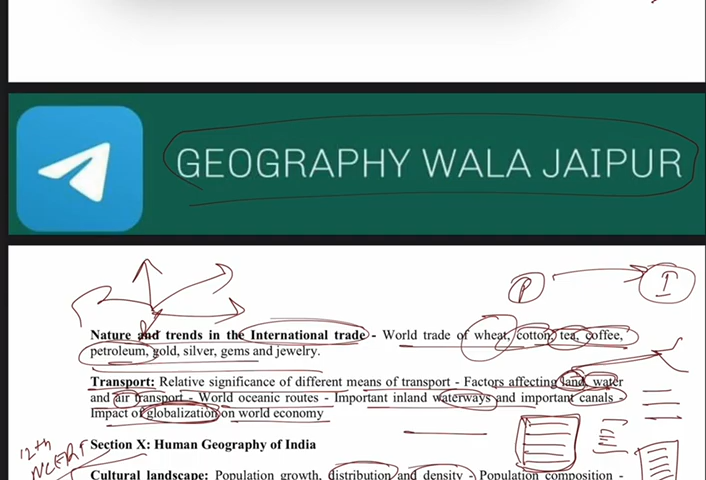 GEOGRAPHY WALA JAIPUR
P
I
Nature and trends in the International trade - World trade of wheat, cotton, tea, coffee,
petroleum, gold, silver, gems and jewelry.
Transport: Relative significance of different means of transport - Factors affecting land, water
and air transport - World oceanic routes - Important inland waterways and important canals -
Impact of globalization on world economy
Section X: Human Geography of India
12th
NCERT
Cultural landscape: Population growth, distribution and density - Population composition -